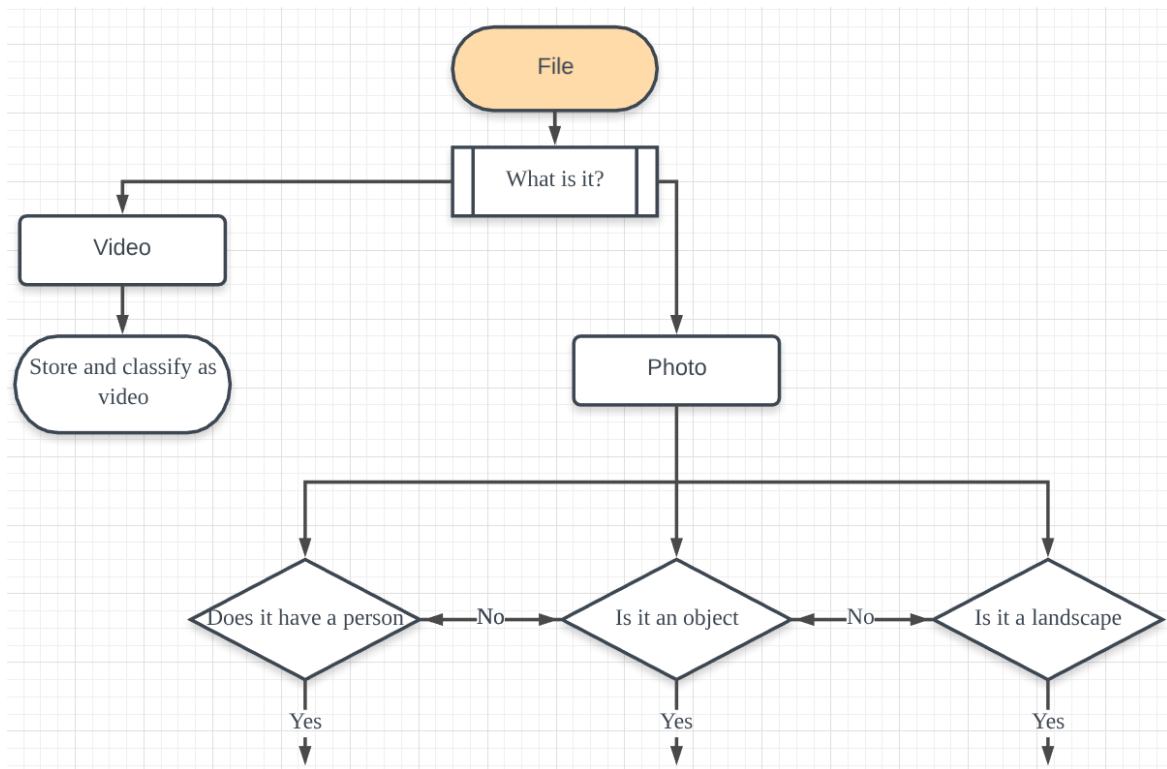 File
What is it?
Video
Store and classify as
video
Photo
Does it have a person
No
Is it an object
No
Is it a landscape
Yes
Yes
Yes